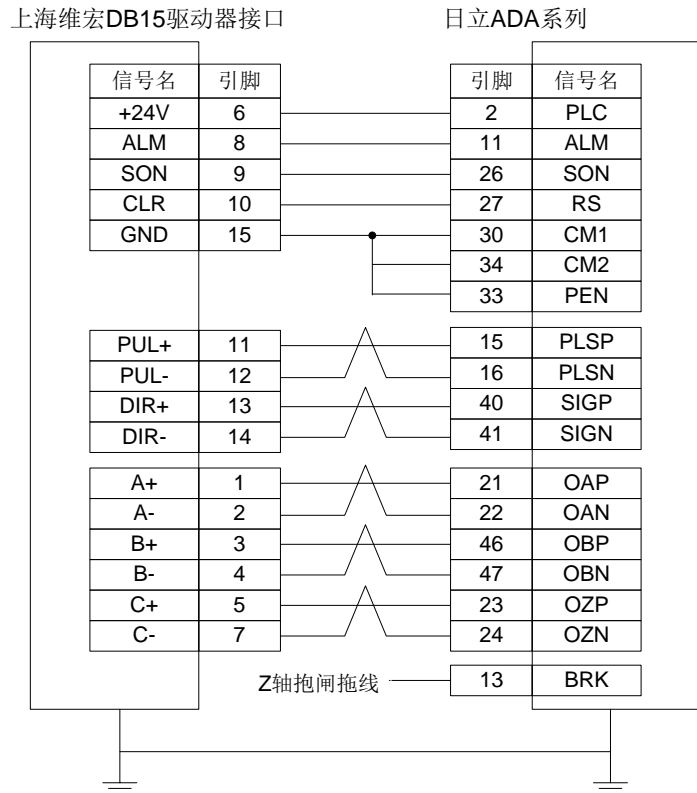 上海维宏DB15驱动器接口 日立ADA系列
信号名 引脚 引脚 信号名
+24V 6 2 PLC
ALM 8 11 ALM
SON 9 26 SON
CLR 10 27 RS
GND 15 30 CM1
34 CM2
33 PEN
PUL+ 11 15 PLSP
PUL- 12 16 PLSN
DIR+ 13 40 SIGP
DIR- 14 41 SIGN
A+ 1 21 OAP
A- 2 22 OAN
B+ 3 46 OBP
B- 4 47 OBN
C+ 5 23 OZP
C- 7 24 OZN
Z轴抱闸拖线 13 BRK